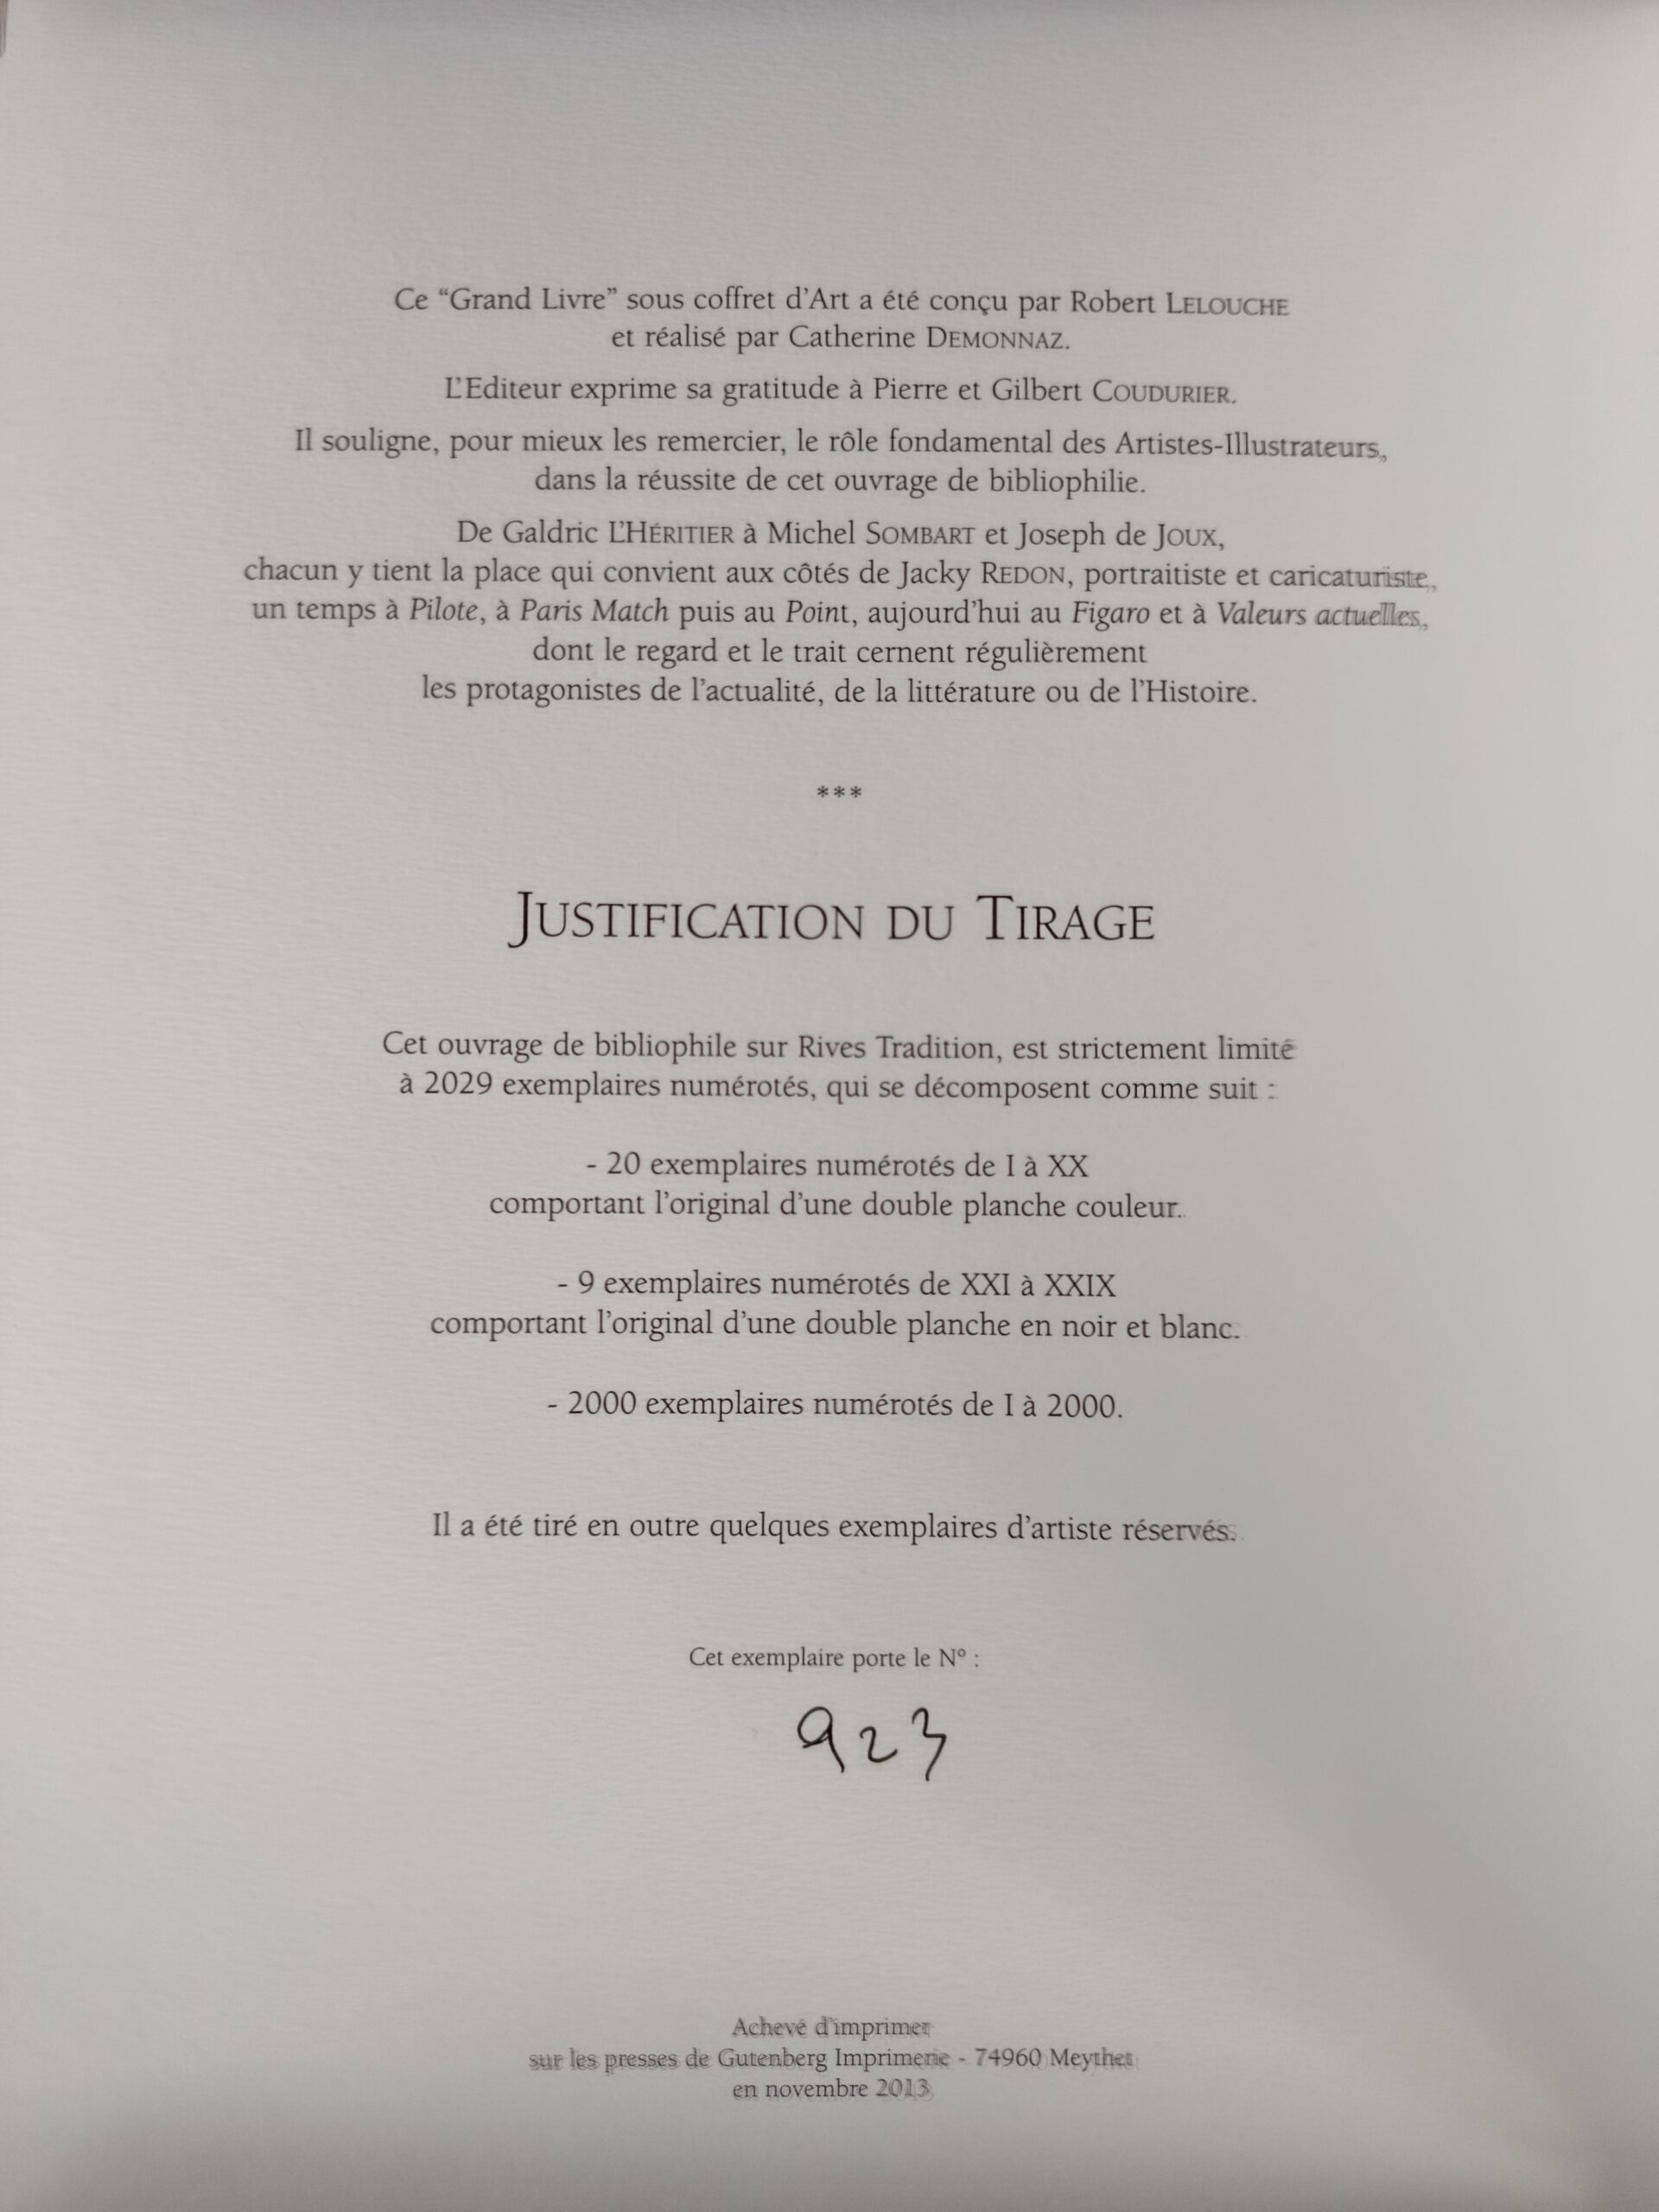 Ce “Grand Livre” sous coffret d’Art a été conçu par Robert LELOUCHE
et réalisé par Catherine DEMONNAZ.
L’Editeur exprime sa gratitude à Pierre et Gilbert COUDURIER.
Il souligne, pour mieux les remercier, le rôle fondamental des Artistes-Illustrateurs,
dans la réussite de cet ouvrage de bibliophilie.
De Galdric L’HÉRITIER à Michel SOMBART et Joseph de JOUX,
chacun y tient la place qui convient aux côtés de Jacky REDON, portraitiste et caricaturiste,
un temps à Pilote, à Paris Match puis au Point, aujourd’hui au Figaro et à Valeurs actuelles,
dont le regard et le trait cernent régulièrement
les protagonistes de l’actualité, de la littérature ou de l’Histoire.
***
JUSTIFICATION DU TIRAGE
Cet ouvrage de bibliophile sur Rives Tradition, est strictement limité
à 2029 exemplaires numérotés, qui se décomposent comme suit :
- 20 exemplaires numérotés de I à XX
comportant l’original d’une double planche couleur.
- 9 exemplaires numérotés de XXI à XXIX
comportant l’original d’une double planche en noir et blanc.
- 2000 exemplaires numérotés de I à 2000.
Il a été tiré en outre quelques exemplaires d’artiste réservés.
Cet exemplaire porte le N° :
923
Achevé d’imprimer
sur les presses de Gutenberg Imprimerie - 74960 Meythet
en novembre 2013